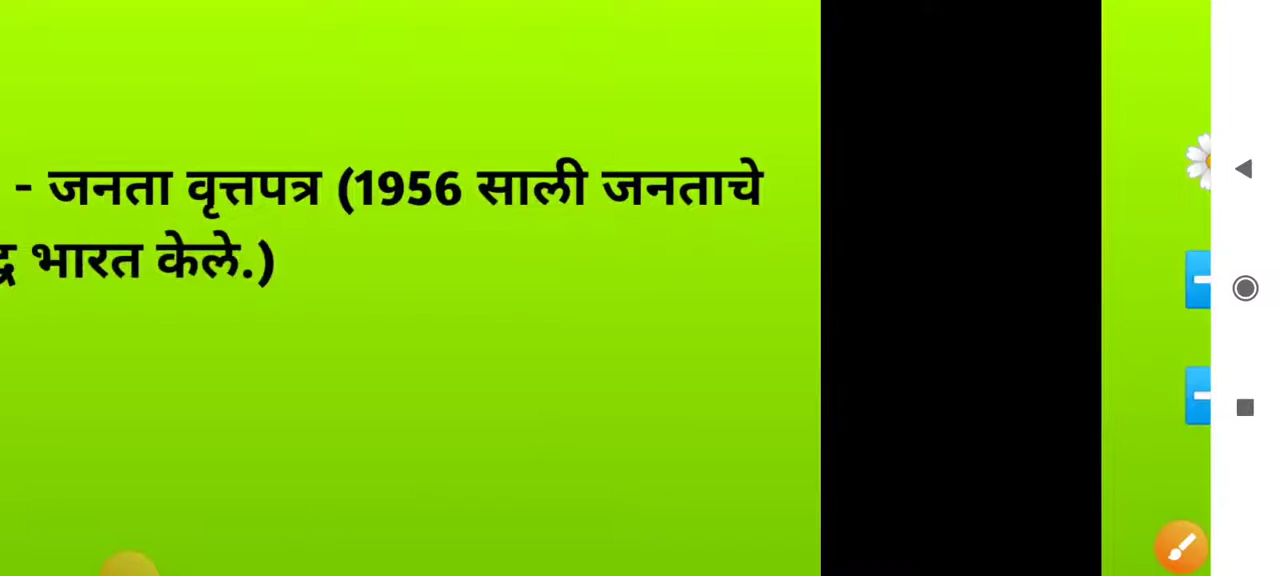 - जनता वृत्तपत्र (1956 साली जनताचे
भारत केले.)